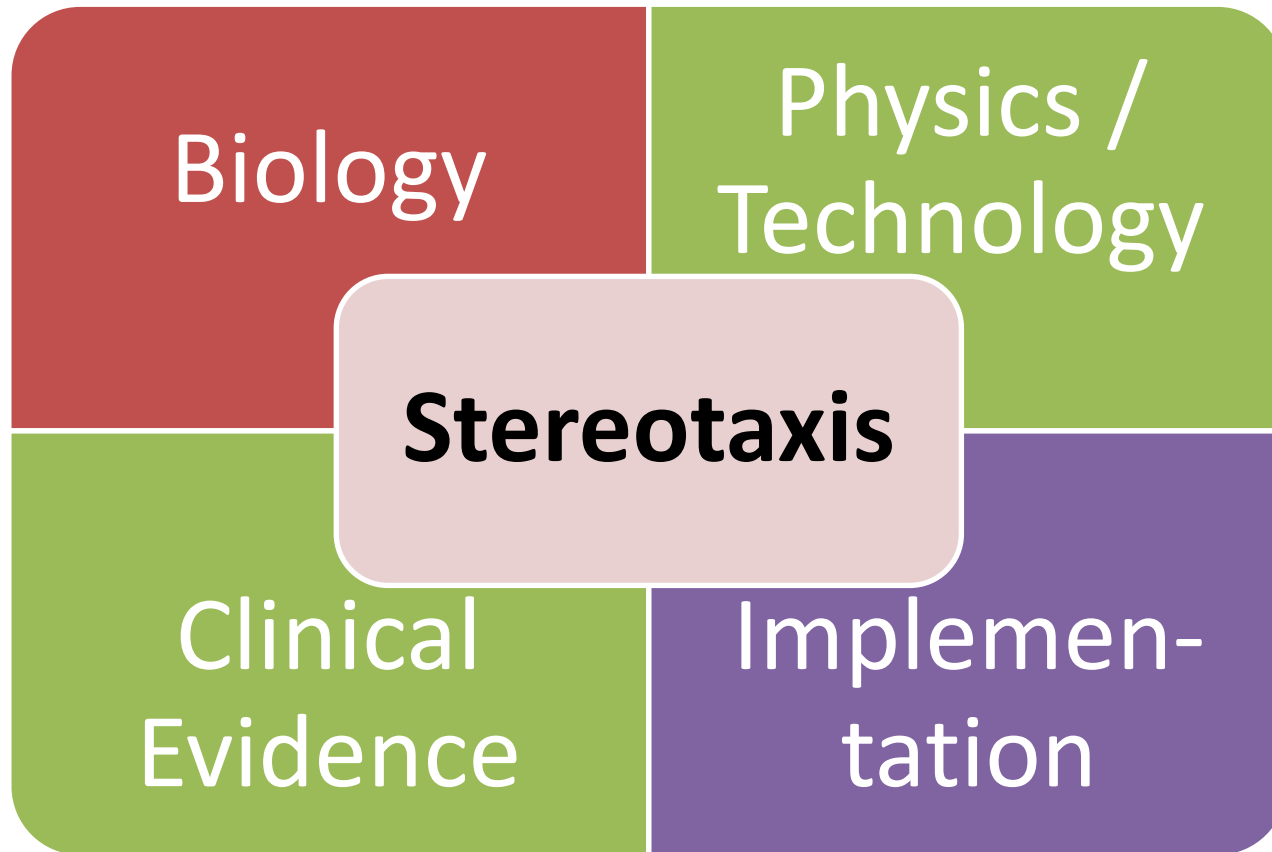 Biology
Physics /
Technology
Stereotaxis
Clinical
Evidence
Implemen-
tation